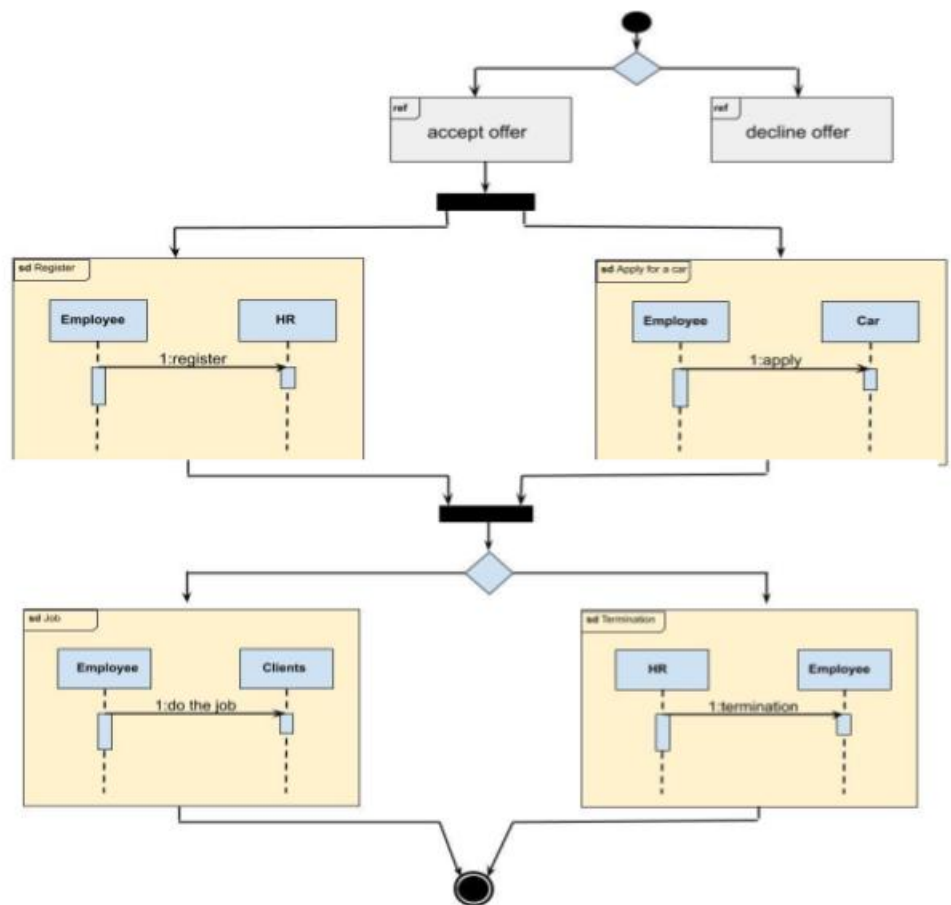 ref
accept offer
ref
decline offer
sd Register
Employee
HR
1:register
sd Apply for a car
Employee
Car
1:apply
sd Job
Employee
Clients
1:do the job
sd Termination
HR
Employee
1:termination